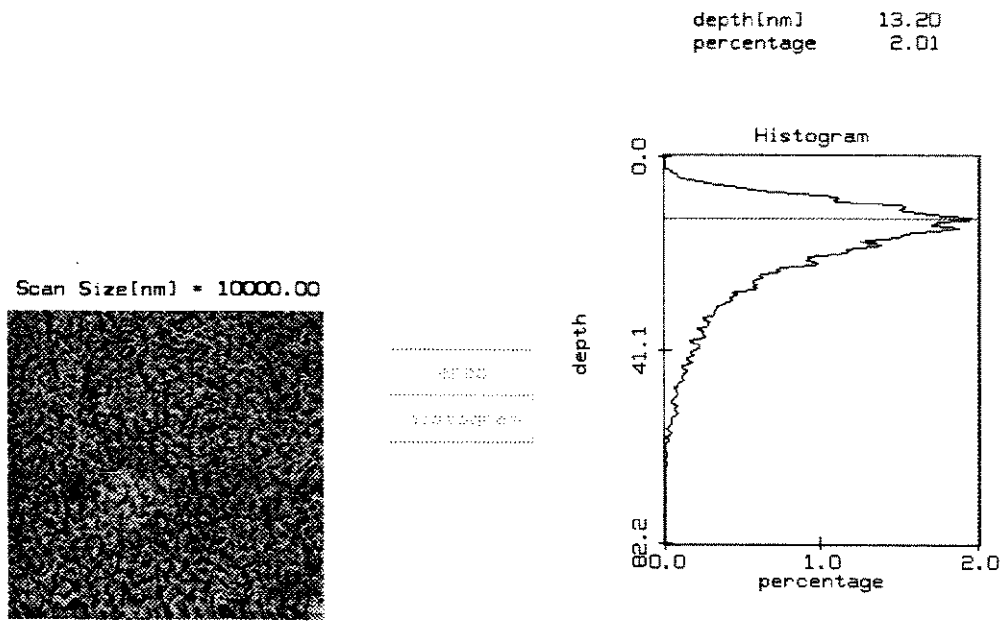 depth[nm] 13.20
percentage 2.01
Histogram
0.0
41.1
82.2
depth
0.0 1.0 2.0
percentage
Scan Size[nm] = 10000.00